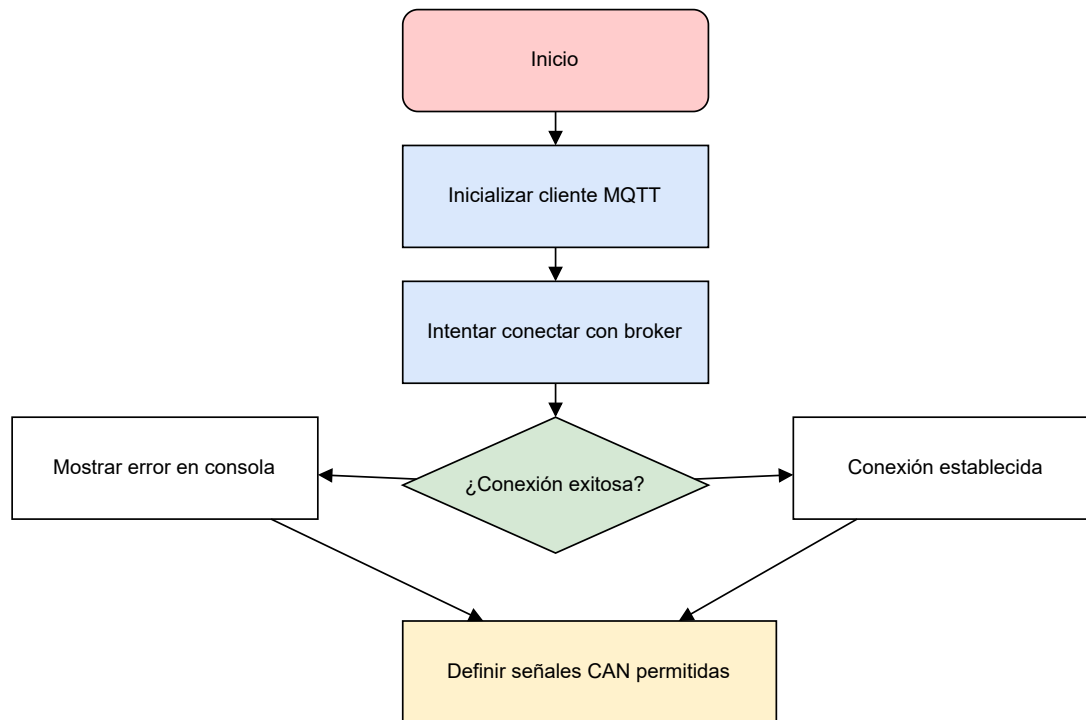 Inicio
Inicializar cliente MQTT
Intentar conectar con broker
Mostrar error en consola
¿Conexión exitosa?
Conexión establecida
Definir señales CAN permitidas